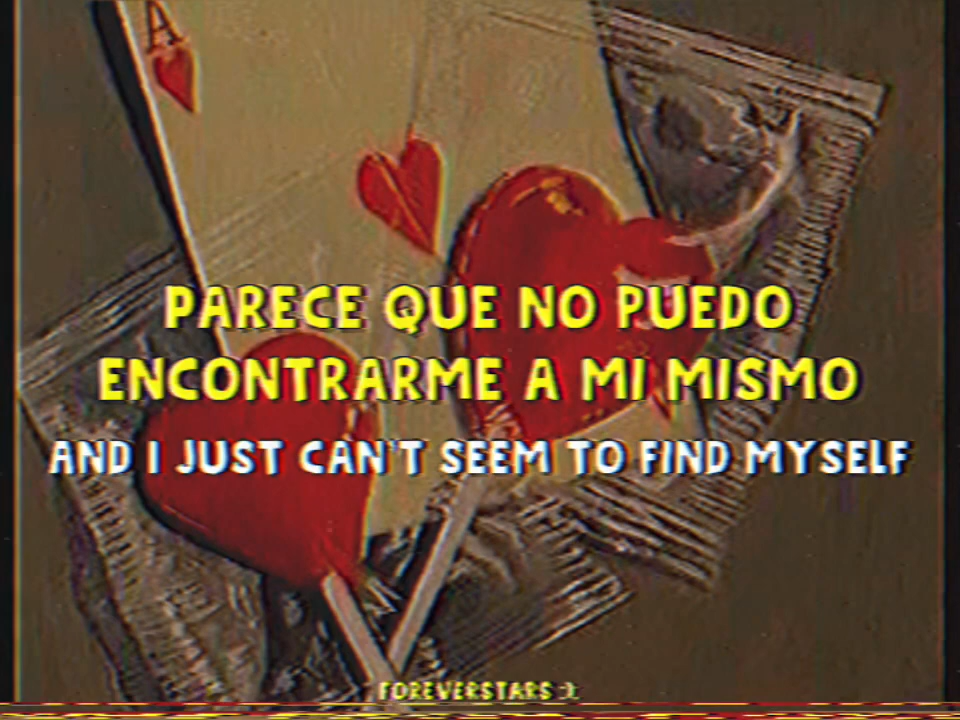 A
PARECE QUE NO PUEDO
ENCONTRARME A MI MISMO
AND I JUST CAN'T SEEM TO FIND MYSELF
FOREVERSTARS :)